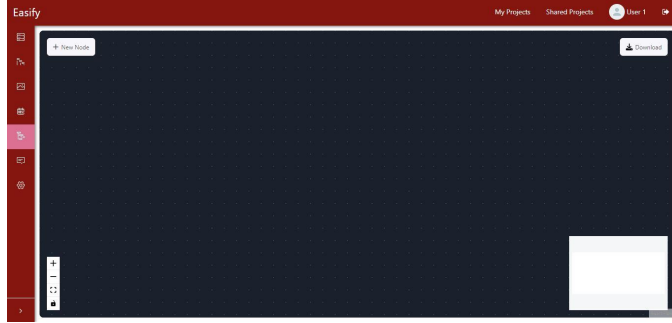 Easify
My Projects
Shared Projects
User 1
+ New Node
Download